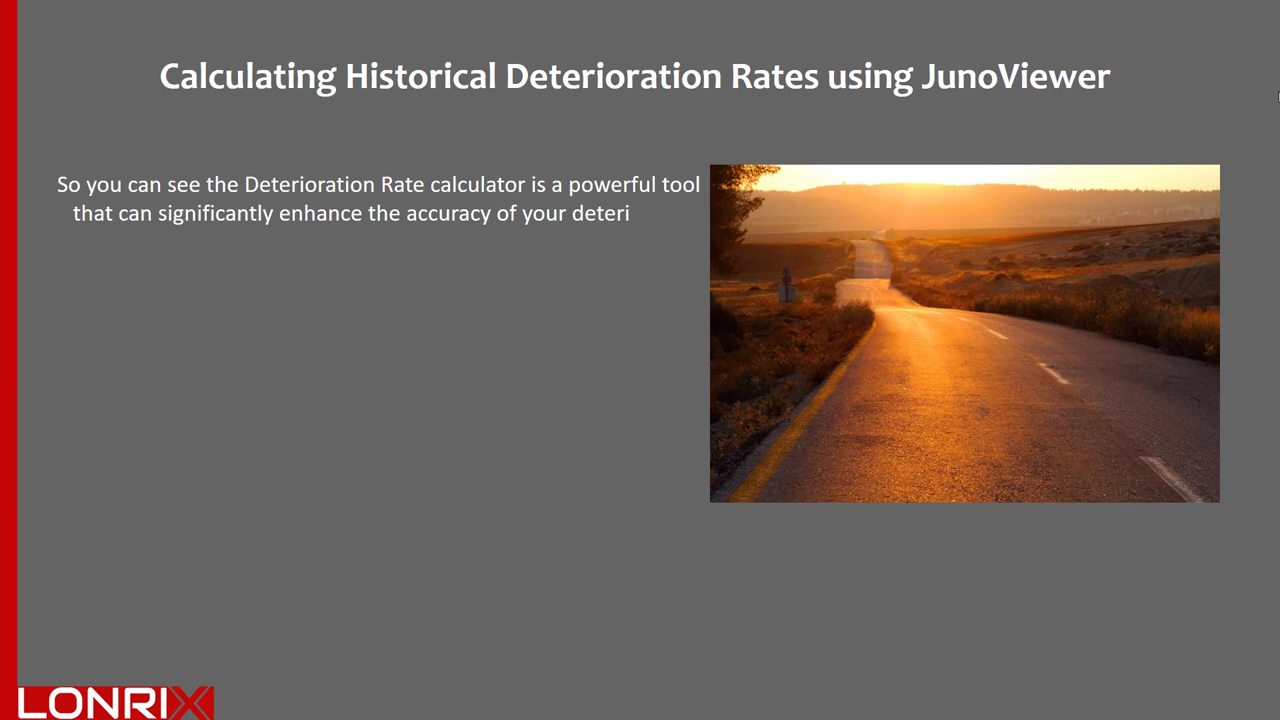 Calculating Historical Deterioration Rates using JunoViewer
So you can see the Deterioration Rate calculator is a powerful tool
that can significantly enhance the accuracy of your deteri
LONRIX